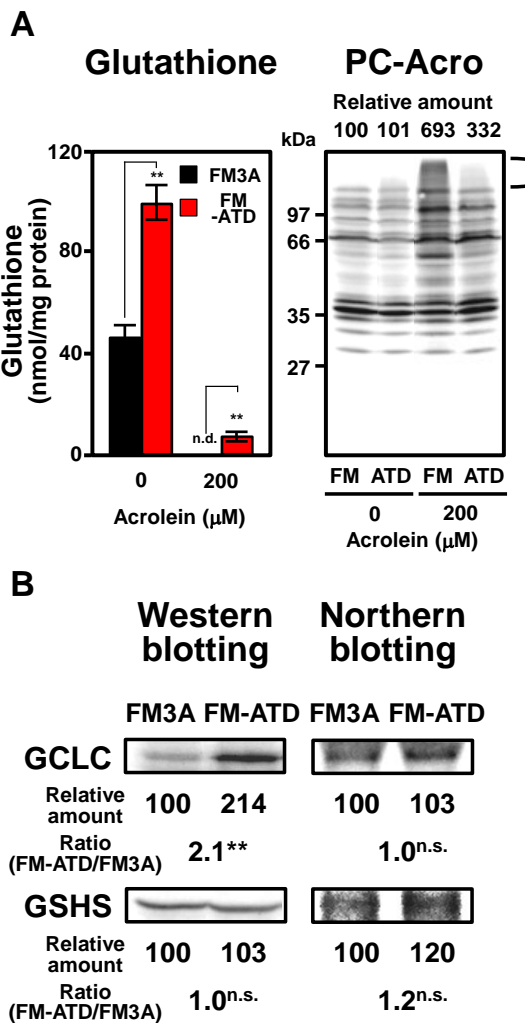 A
Glutathione
PC-Acro
Relative amount
kDa
100 101 693 332
Glutathione
(nmol/mg protein)
120
80
40
0
**
FM3A
FM
-ATD
n.d.
**
0
200
Acrolein (μM)
97
66
35
27
FM ATD FM ATD
0
200
Acrolein (μM)
B
Western
blotting
Northern
blotting
FM3A FM-ATD FM3A FM-ATD
GCLC
Relative
amount
100 214 100 103
Ratio
(FM-ATD/FM3A)
2.1** 1.0n.s.
GSHS
Relative
amount
100 103 100 120
Ratio
(FM-ATD/FM3A)
1.0n.s. 1.2n.s.